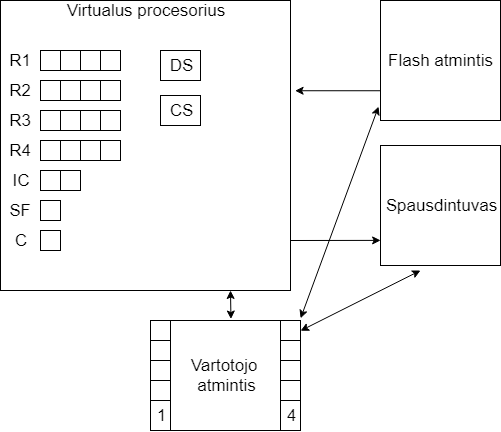 Virtualus procesorius
R1
DS
R2
CS
R3
R4
IC
SF
C
Flash atmintis
Spausdintuvas
Vartotojo
atmintis
1
4